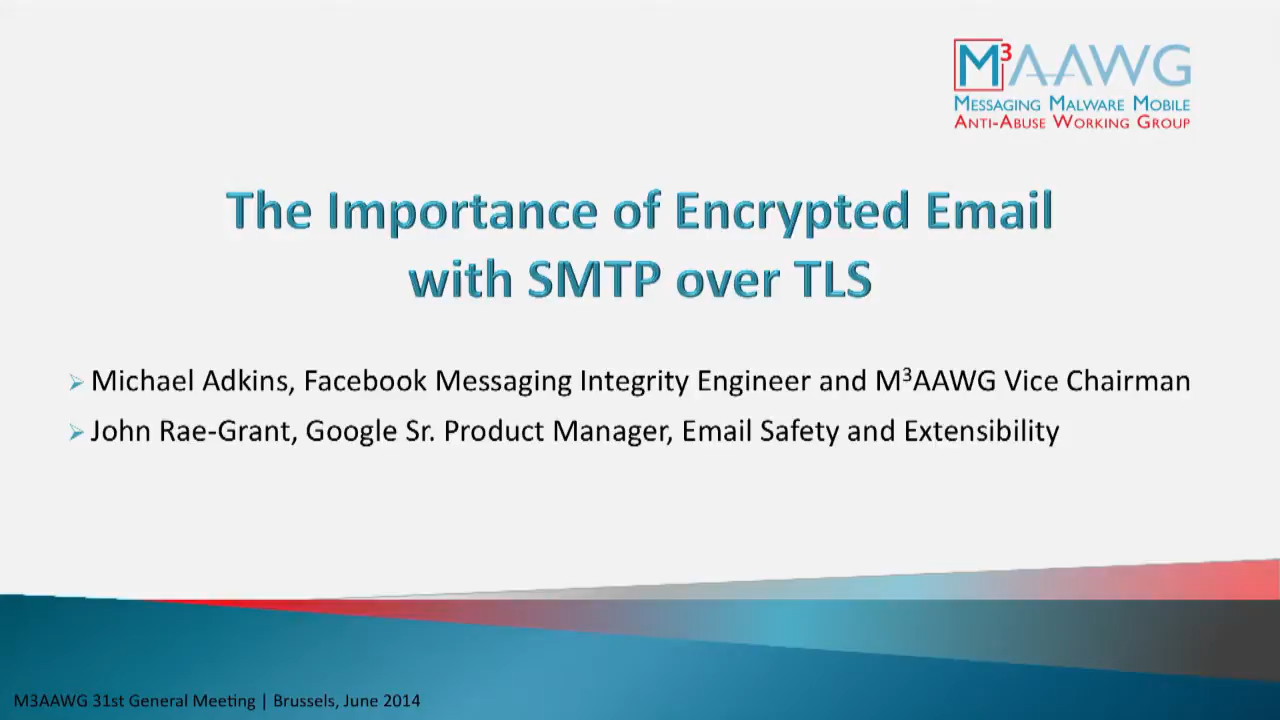 M³AAWG
Messaging Malware Mobile
Anti-Abuse Working Group
The Importance of Encrypted Email
with SMTP over TLS
➢ Michael Adkins, Facebook Messaging Integrity Engineer and M³AAWG Vice Chairman
➢ John Rae-Grant, Google Sr. Product Manager, Email Safety and Extensibility
M3AAWG 31st General Meeting | Brussels, June 2014